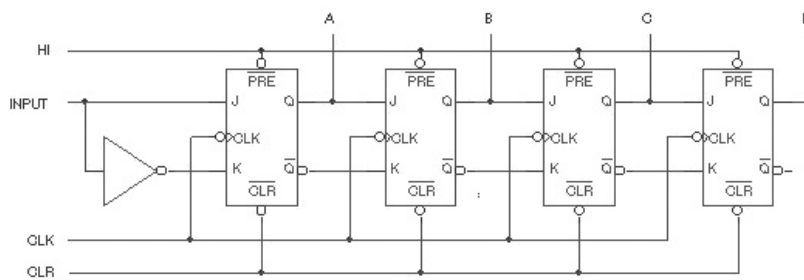 A B C
HI
PRE PRE PRE PRE
INPUT J Q J Q J Q J Q
CLK CLK CLK CLK
K Q̅ K Q̅ K Q̅ K Q̅
CLR CLR CLR CLR
CLK
CLR